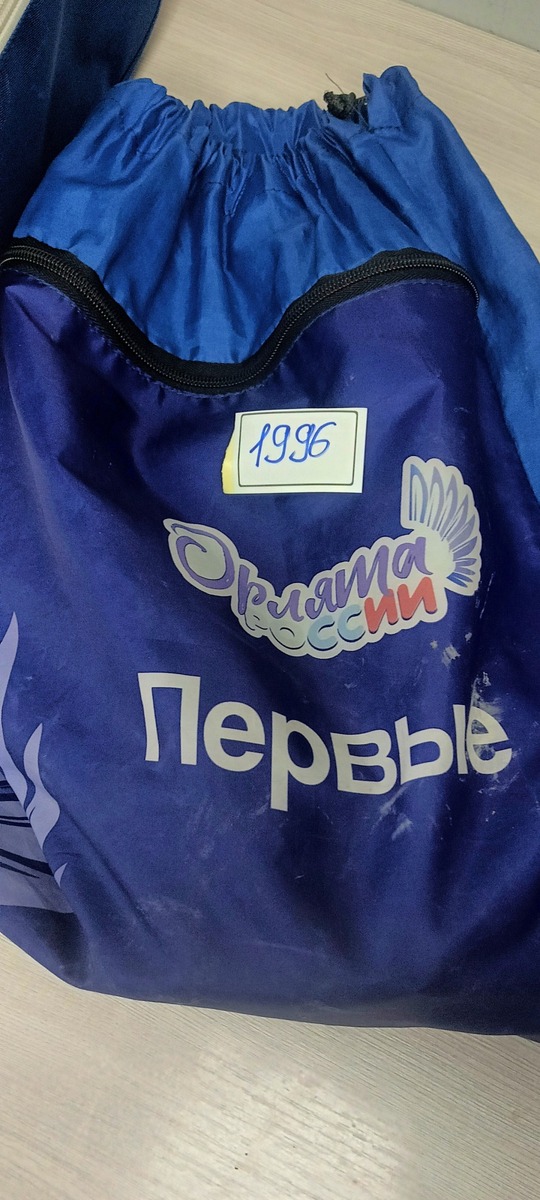 1996
Орлята
России
Первые